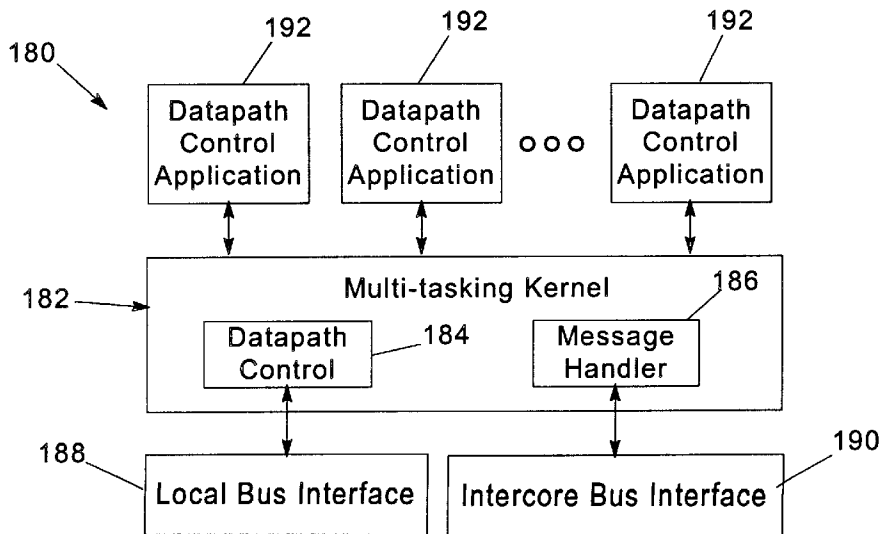 192 192 192
180
Datapath Datapath Datapath
Control Control Control
Application Application ooo Application
182
Multi-tasking Kernel
186
Datapath
Control
184
Message
Handler
188
190
Local Bus Interface
Intercore Bus Interface